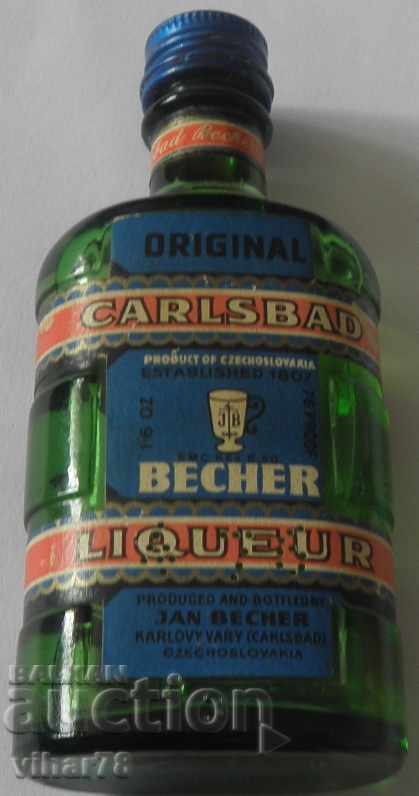 ORIGINAL
CARLSBAD
PRODUCT OF CZECHOSLOVAKIA
ESTABLISHED 1807
JB
BECHER
LIQUEUR
PRODUCED AND BOTTLED BY
JAN BECHER
KARLOVY VARY (CARLSBAD)
CZECHOSLOVAKIA
BALKAN
auction
vihar78